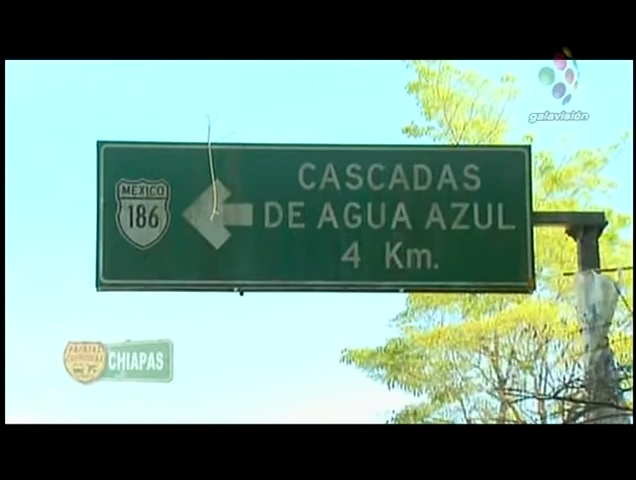 galavisión
MEXICO
186
CASCADAS
DE AGUA AZUL
4 Km.
CHIAPAS